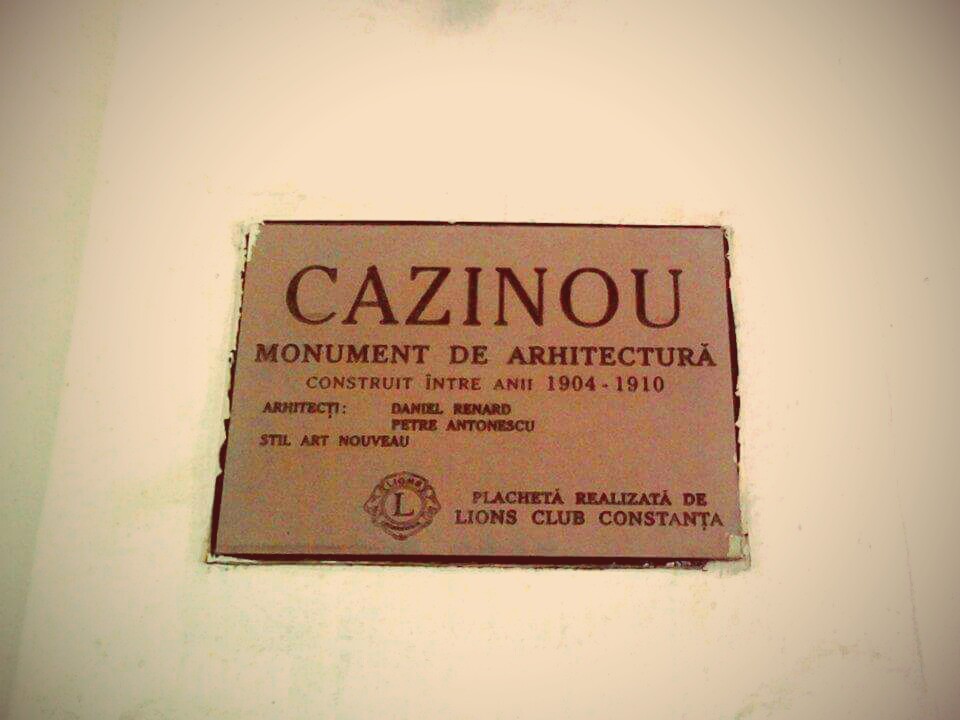 CAZINOU
MONUMENT DE ARHITECTURĂ
CONSTRUIT ÎNTRE ANII 1904 - 1910
ARHITECȚI: DANIEL RENARD
PETRE ANTONESCU
STIL ART NOUVEAU
LIONS
L
PLACHETĂ REALIZATĂ DE
LIONS CLUB CONSTANȚA